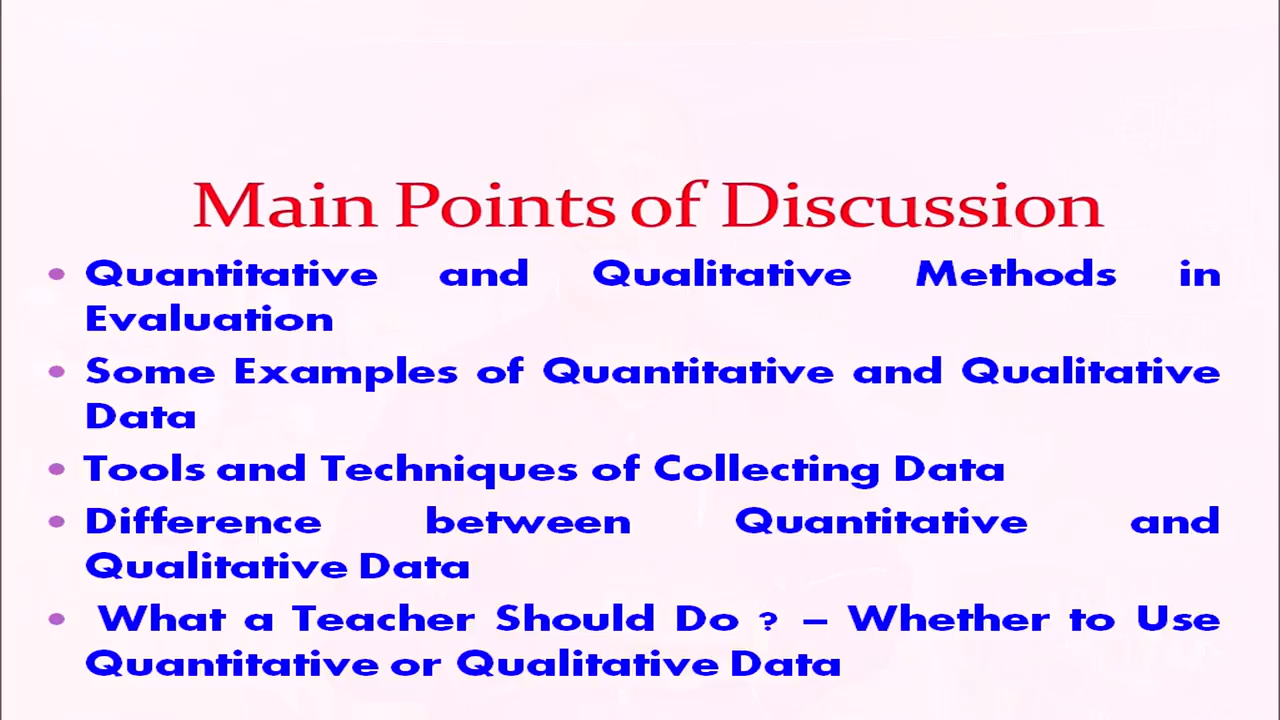 Main Points of Discussion
• Quantitative and Qualitative Methods in
Evaluation
• Some Examples of Quantitative and Qualitative
Data
• Tools and Techniques of Collecting Data
• Difference between Quantitative and
Qualitative Data
• What a Teacher Should Do ? – Whether to Use
Quantitative or Qualitative Data